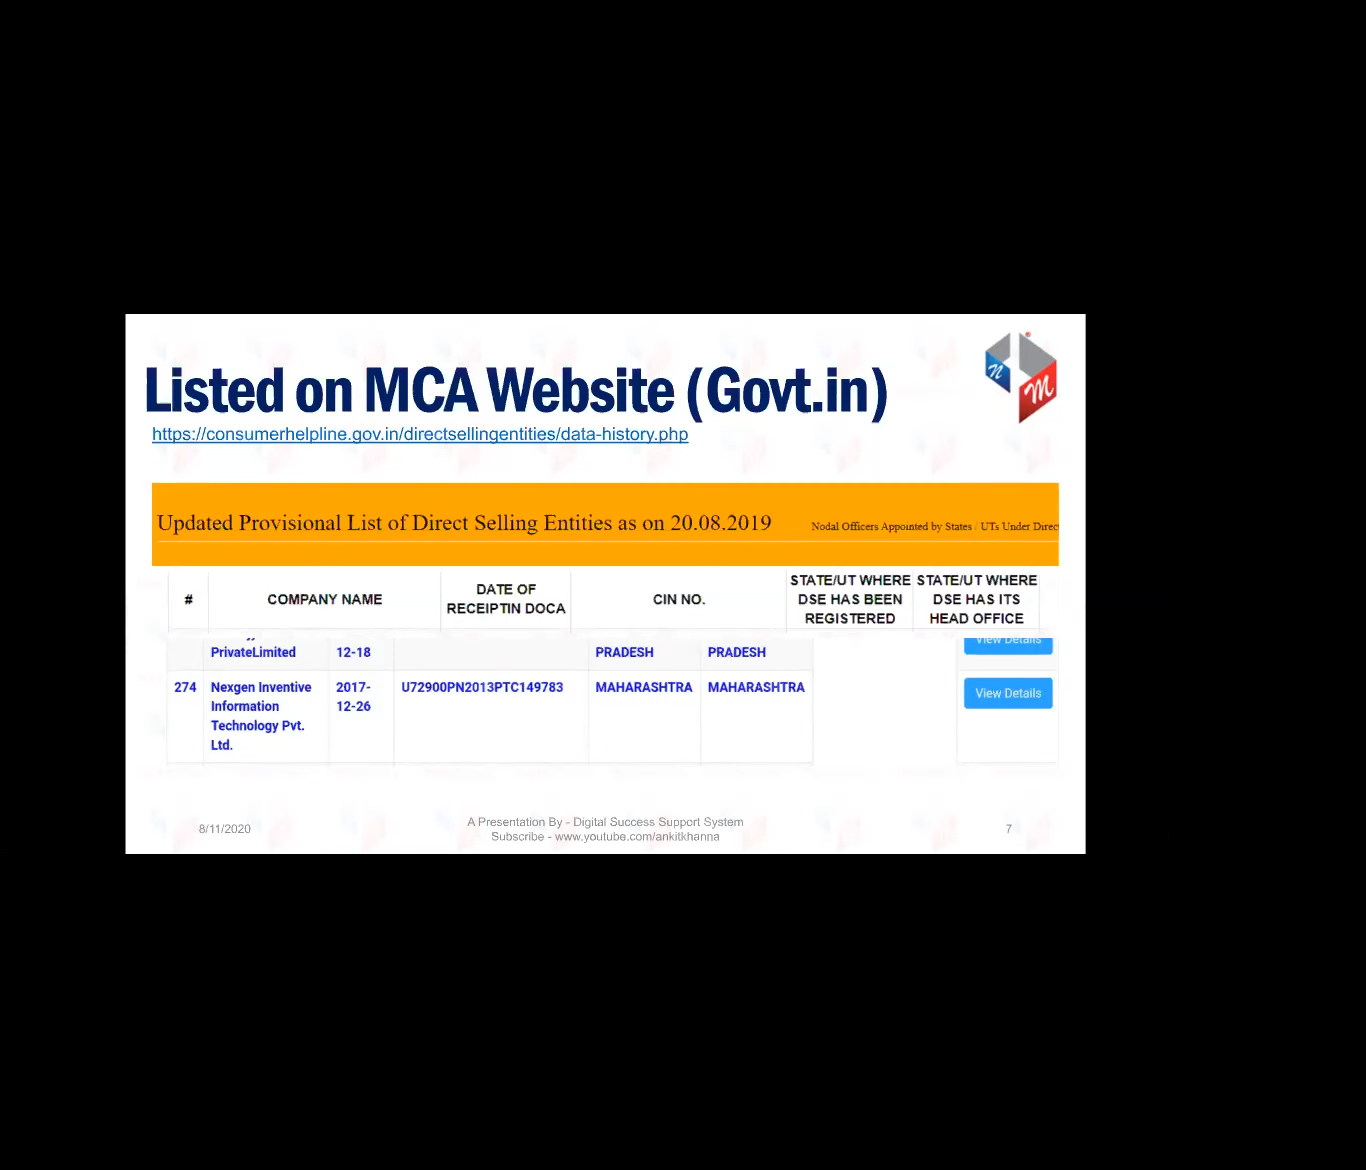 Listed on MCA Website (Govt.in)
https://consumerhelpline.gov.in/directsellingentities/data-history.php
n
m
Updated Provisional List of Direct Selling Entities as on 20.08.2019
Nodal Officers Appointed by States / UTs Under Direct
# COMPANY NAME DATE OF RECEIPTIN DOCA CIN NO. STATE/UT WHERE DSE HAS BEEN REGISTERED STATE/UT WHERE DSE HAS ITS HEAD OFFICE
PrivateLimited 12-18 PRADESH PRADESH View Details
274 Nexgen Inventive 2017- U72900PN2013PTC149783 MAHARASHTRA MAHARASHTRA View Details
Information 12-26
Technology Pvt.
Ltd.
8/11/2020
A Presentation By - Digital Success Support System
Subscribe - www.youtube.com/ankitkhanna
7